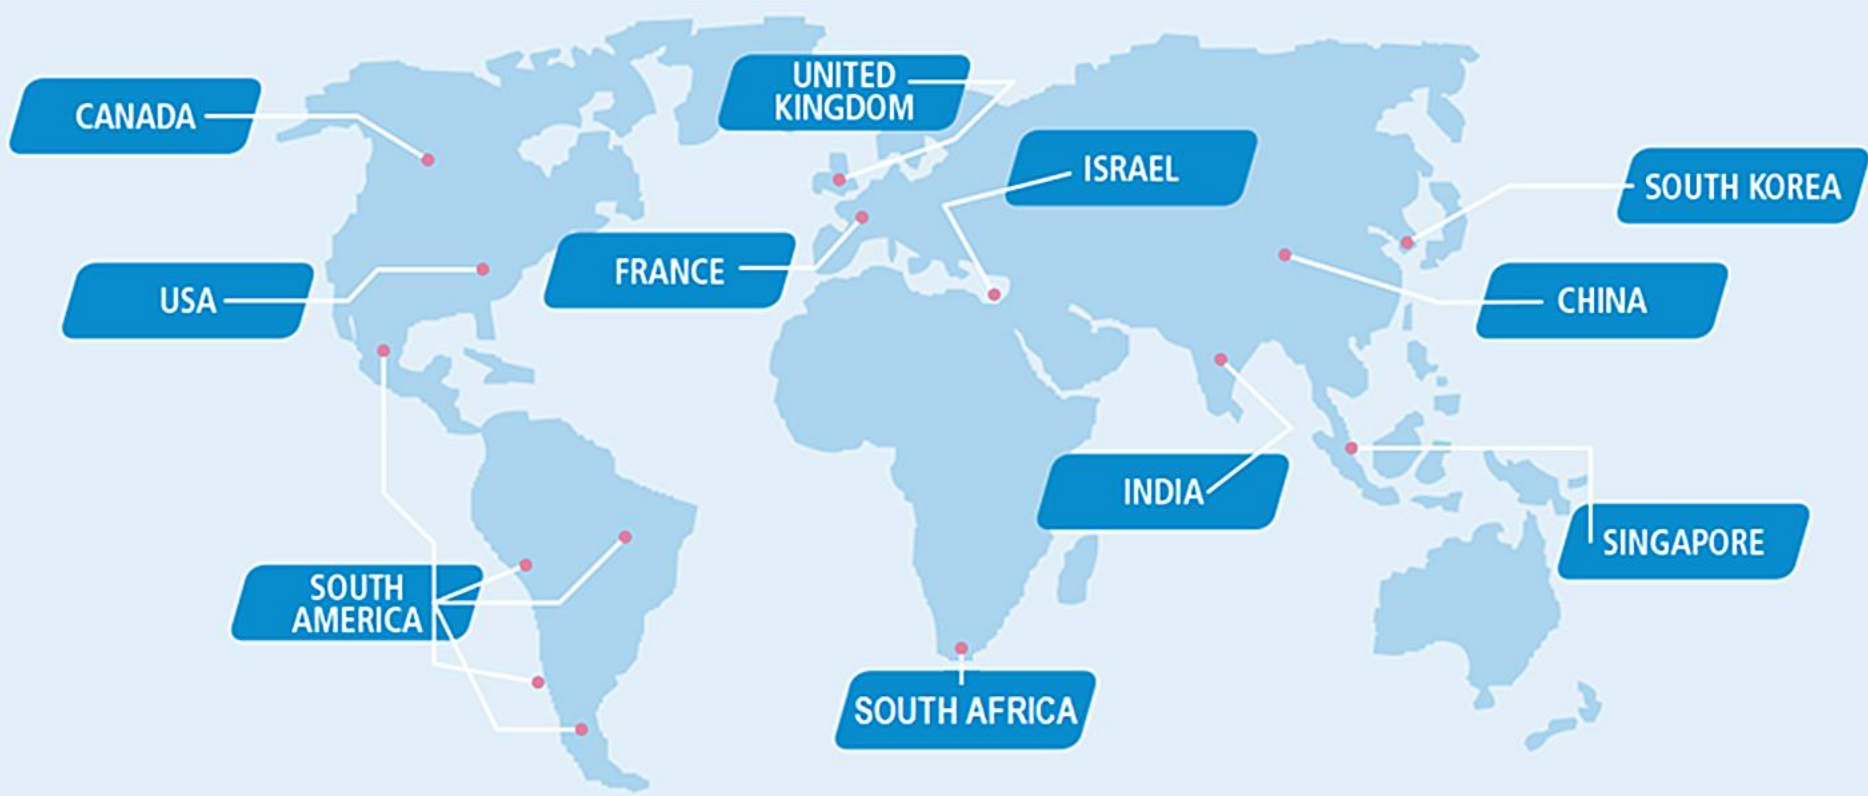 UNITED
KINGDOM
CANADA
ISRAEL
SOUTH KOREA
FRANCE
USA
CHINA
INDIA
SINGAPORE
SOUTH
AMERICA
SOUTH AFRICA